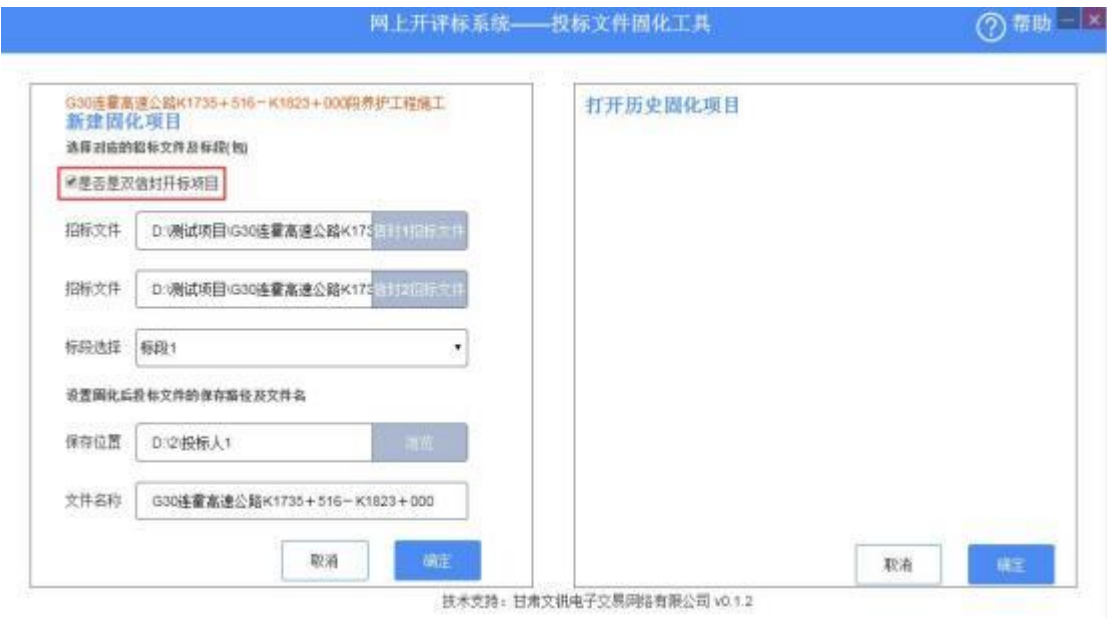 网上开评标系统——投标文件固化工具
帮助
G30连霍高速公路K1735+516-K1823+000段养护工程施工
新建固化项目
选择对应的招标文件及标段(包)
是否是双信封开标项目
招标文件 D:\测试项目\G30连霍高速公路K173 信封1招标文件
招标文件 D:\测试项目\G30连霍高速公路K173 信封2招标文件
标段选择 标段1
设置固化后投标文件的保存路径及文件名
保存位置 D:\2\投标人1 浏览
文件名称 G30连霍高速公路K1735+516-K1823+000
取消 确定
打开历史固化项目
取消 确定
技术支持：甘肃文锐电子交易网络有限公司 v0.1.2